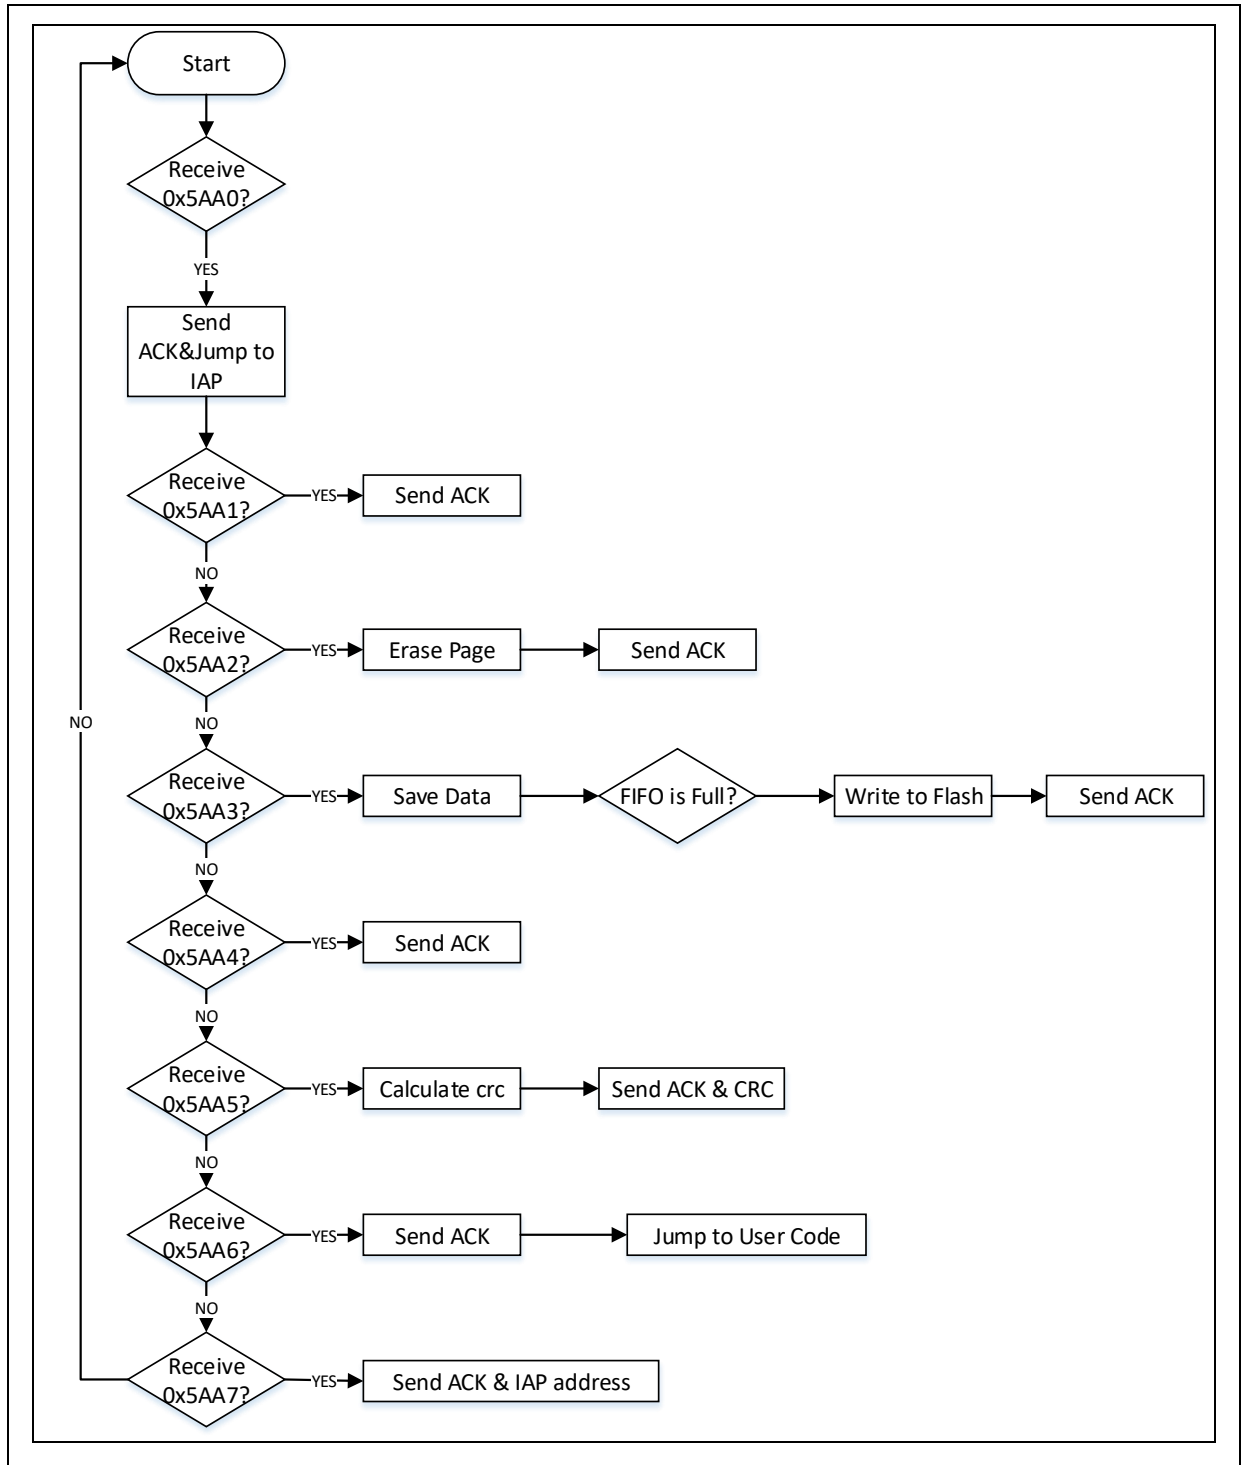 Start
Receive
0x5AA0?
YES
Send
ACK&Jump to
IAP
Receive
0x5AA1?
YES
Send ACK
NO
Receive
0x5AA2?
YES
Erase Page
Send ACK
NO
NO
Receive
0x5AA3?
YES
Save Data
FIFO is Full?
Write to Flash
Send ACK
NO
Receive
0x5AA4?
YES
Send ACK
NO
Receive
0x5AA5?
YES
Calculate crc
Send ACK & CRC
NO
Receive
0x5AA6?
YES
Send ACK
Jump to User Code
NO
Receive
0x5AA7?
YES
Send ACK & IAP address